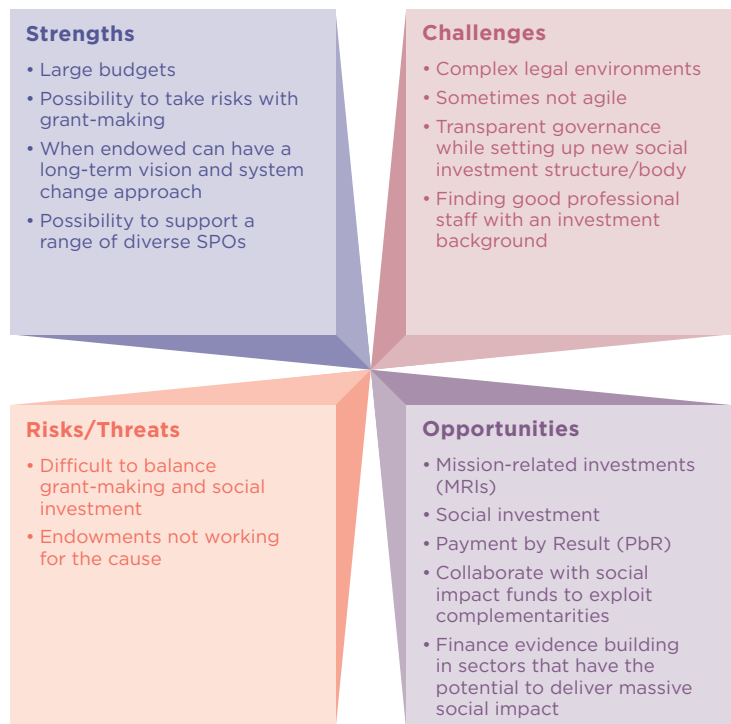 Strengths
• Large budgets
• Possibility to take risks with
grant-making
• When endowed can have a
long-term vision and system
change approach
• Possibility to support a
range of diverse SPOs
Challenges
• Complex legal environments
• Sometimes not agile
• Transparent governance
while setting up new social
investment structure/body
• Finding good professional
staff with an investment
background
Risks/Threats
• Difficult to balance
grant-making and social
investment
• Endowments not working
for the cause
Opportunities
• Mission-related investments
(MRIs)
• Social investment
• Payment by Result (PbR)
• Collaborate with social
impact funds to exploit
complementarities
• Finance evidence building
in sectors that have the
potential to deliver massive
social impact